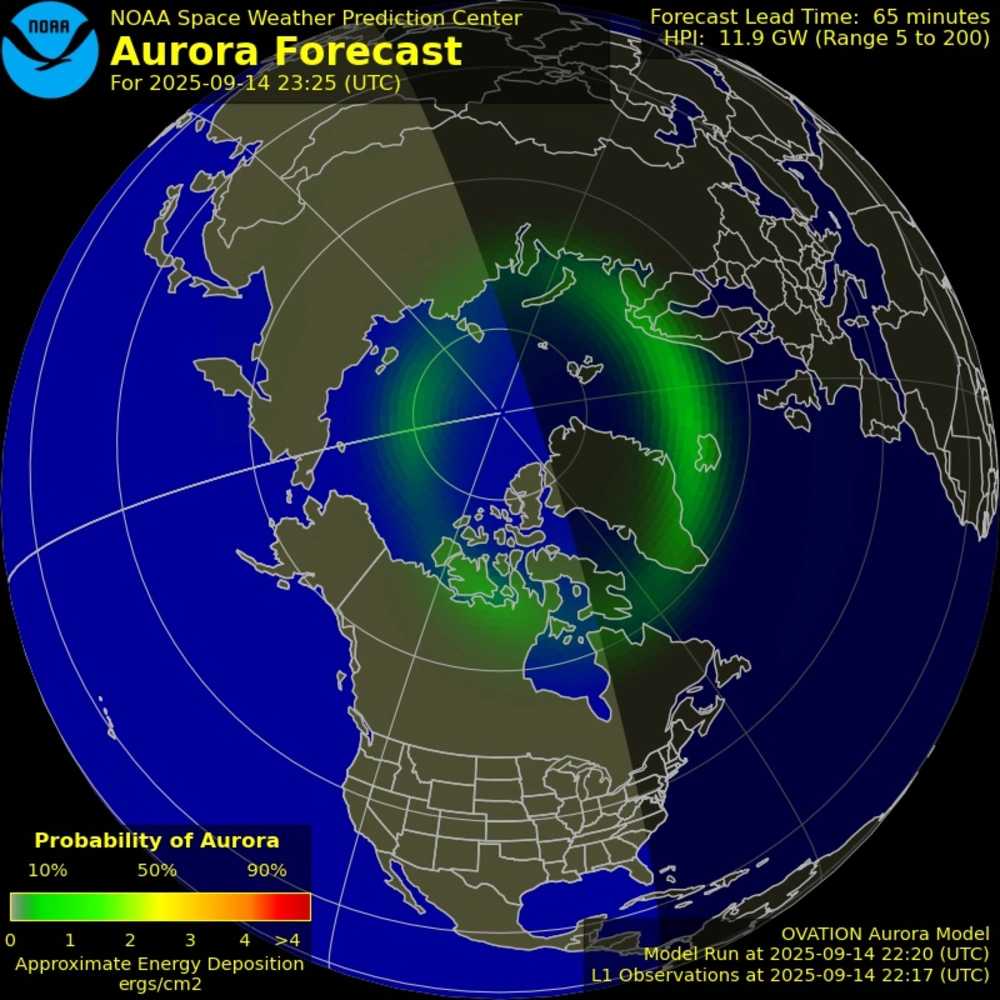 NOAA
NOAA Space Weather Prediction Center
Aurora Forecast
For 2025-09-14 23:25 (UTC)
Forecast Lead Time: 65 minutes
HPI: 11.9 GW (Range 5 to 200)
Probability of Aurora
10% 50% 90%
0 1 2 3 4 >4
Approximate Energy Deposition
ergs/cm2
OVATION Aurora Model
Model Run at 2025-09-14 22:20 (UTC)
L1 Observations at 2025-09-14 22:17 (UTC)